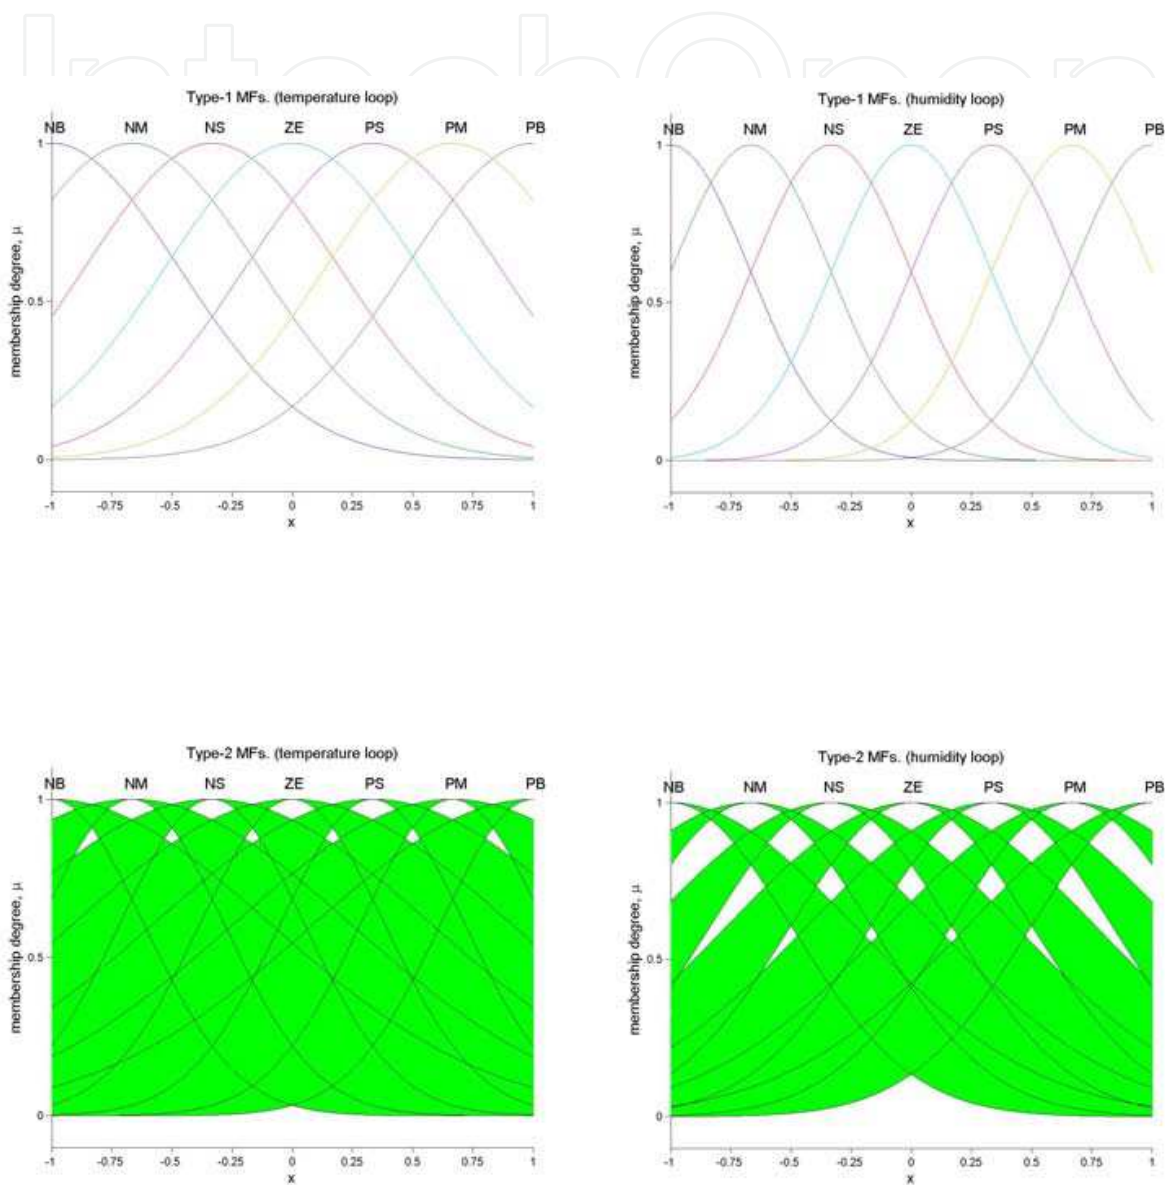 IntechOpen
Type-1 MFs. (temperature loop)
NB NM NS ZE PS PM PB
1
0.5
0
membership degree, μ
-1 -0.75 -0.5 -0.25 0 0.25 0.5 0.75 1
x
Type-1 MFs. (humidity loop)
NB NM NS ZE PS PM PB
1
0.5
0
membership degree, μ
-1 -0.75 -0.5 -0.25 0 0.25 0.5 0.75 1
x
Type-2 MFs. (temperature loop)
NB NM NS ZE PS PM PB
1
0.5
0
membership degree, μ
-1 -0.75 -0.5 -0.25 0 0.25 0.5 0.75 1
x
Type-2 MFs. (humidity loop)
NB NM NS ZE PS PM PB
1
0.5
0
membership degree, μ
-1 -0.75 -0.5 -0.25 0 0.25 0.5 0.75 1
x